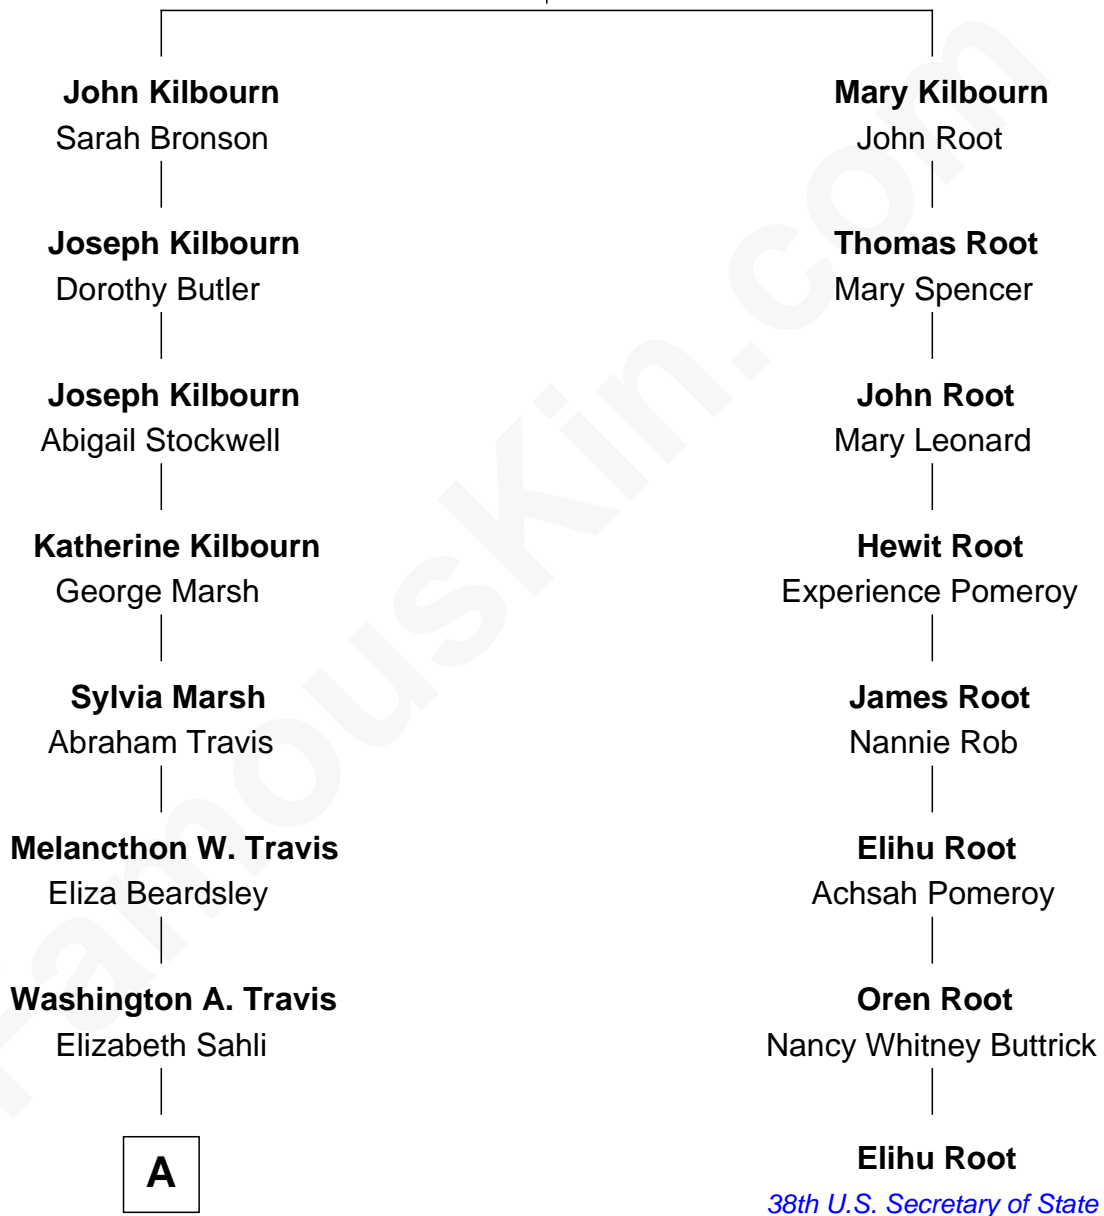 John Kilbourn
Sarah Bronson
Mary Kilbourn
John Root
Joseph Kilbourn
Dorothy Butler
Thomas Root
Mary Spencer
Joseph Kilbourn
Abigail Stockwell
John Root
Mary Leonard
Katherine Kilbourn
George Marsh
Hewit Root
Experience Pomeroy
Sylvia Marsh
Abraham Travis
James Root
Nannie Rob
Melancthon W. Travis
Eliza Beardsley
Elihu Root
Achsah Pomeroy
Washington A. Travis
Elizabeth Sahli
Oren Root
Nancy Whitney Buttrick
A
Elihu Root
38th U.S. Secretary of State
FamousKin.com